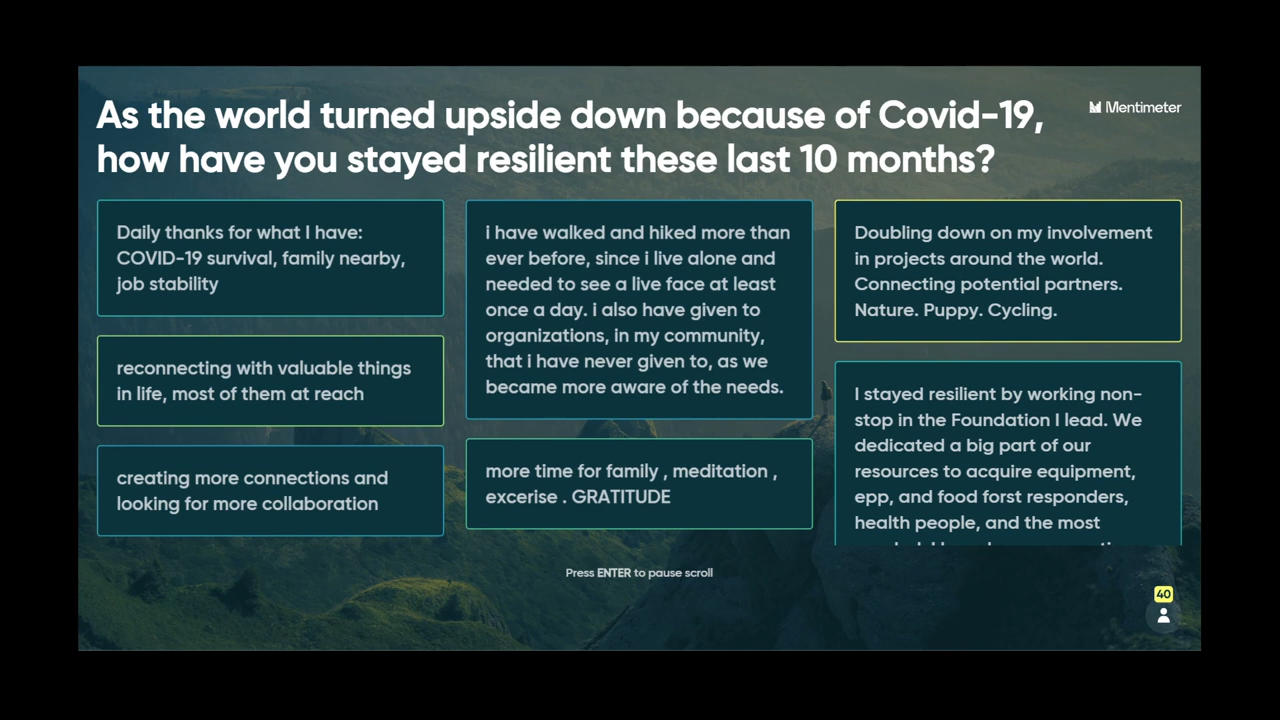 As the world turned upside down because of Covid-19,
how have you stayed resilient these last 10 months?
Mentimeter
Daily thanks for what I have:
COVID-19 survival, family nearby,
job stability
reconnecting with valuable things
in life, most of them at reach
creating more connections and
looking for more collaboration
i have walked and hiked more than
ever before, since i live alone and
needed to see a live face at least
once a day. i also have given to
organizations, in my community,
that i have never given to, as we
became more aware of the needs.
more time for family , meditation ,
excerise . GRATITUDE
Doubling down on my involvement
in projects around the world.
Connecting potential partners.
Nature. Puppy. Cycling.
I stayed resilient by working non-
stop in the Foundation I lead. We
dedicated a big part of our
resources to acquire equipment,
epp, and food forst responders,
health people, and the most
Press ENTER to pause scroll
40